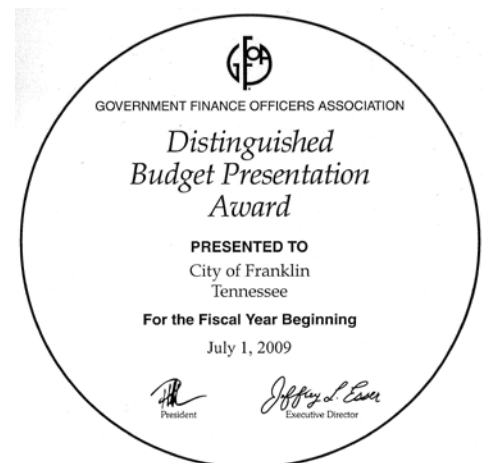 GFOA
GOVERNMENT FINANCE OFFICERS ASSOCIATION
Distinguished
Budget Presentation
Award
PRESENTED TO
City of Franklin
Tennessee
For the Fiscal Year Beginning
July 1, 2009
Jeffrey L. Esser
President
Executive Director